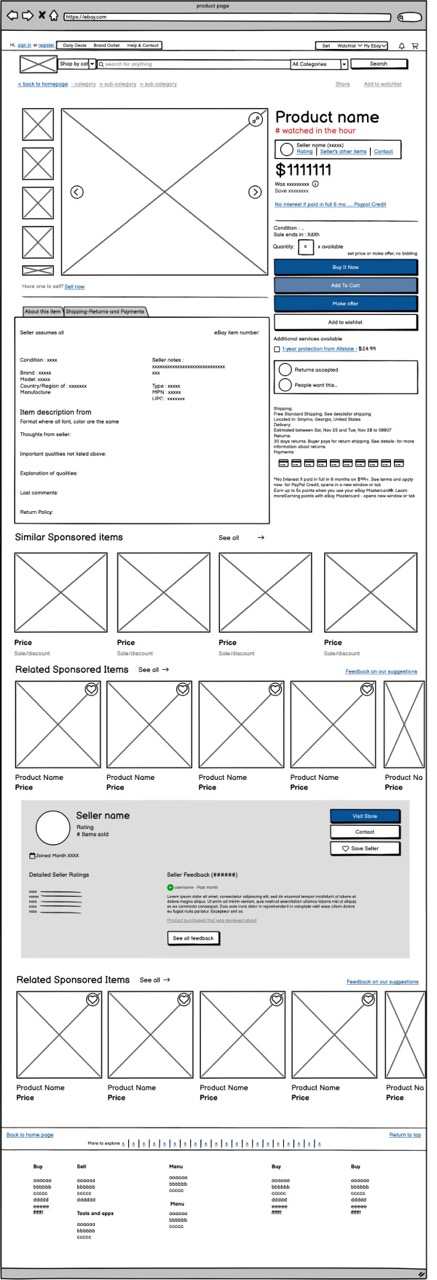 product page
https://ebay.com
Hi, sign in or register
Daily Deals Brand Outlet Help & Contact
Sell Watchlist My Ebay
Shop by cat
search for anything
All Categories
Search
< back to homepage - category > sub-category > sub-category
Share Add to watchlist
Product name
# watched in the hour
Seller name (xxxxx)
Rating Seller's other items Contact
$1111111
Was xxxxxxxxx
Save xxxxxxxx
No interest if paid in full 6 mo .... Paypal Credit
Condition : ..
Sale ends in : XdXh
Quantity: x x available
set price or make offer, no bidding
Buy It Now
Add To Cart
Make offer
Add to wishlist
Have one to sell? Sell now
About this item Shipping-Returns-and Payments
Seller assumes all eBay item number:
Condition : xxxx
Seller notes :
xxx
Brand : xxxxx
Model: xxxxx
Country/Region of : xxxxxxx
Manufacture
Type : xxxxx
MPN : xxxxx
UPC: xxxxxxx
Item description from
Format where all font, color are the same
Thoughts from seller:
Important qualities not listed above:
Explanation of qualities:
Last comments:
Return Policy:
Additional services available
1-year protection from Allstate - $24.99
Returns accepted
People want this..
Shipping:
Free Standard Shipping. See details for shipping
Located in: Smyrna, Georgia, United States
Delivery:
Estimated between Sat, Nov 25 and Tue, Nov 28 to 08807
Returns:
30 days returns, Buyer pays for return shipping. See details- for more
information about returns
Payments:
*No Interest if paid in full in 6 months on $99+. See terms and apply
now- for PayPal Credit, opens in a new window or tab
Earn up to 5x points when you use your eBay Mastercard®. Learn
moreEarning points with eBay Mastercard - opens new window or tab
Similar Sponsored items See all
Price Price Price Price
Sale/discount Sale/discount Sale/discount Sale/discount
Related Sponsored Items See all
Feedback on our suggestions
Product Name Product Name Product Name Product Name Product Na
Price Price Price Price Price
Seller name
Rating
# Items sold
Joined Month XXXX
Visit Store
Contact
Save Seller
Detailed Seller Ratings
xxxx
xxxx
xxxx
xxxx
xxxx
Seller Feedback (######)
username - Past month
Lorem ipsum dolor sit amet, consectetur adipiscing elit, sed do eiusmod tempor incididunt ut labore et
dolore magna aliqua. Ut enim ad minim veniam, quis nostrud exercitation ullamco laboris nisi ut aliquip
ex ea commodo consequat. Duis aute irure dolor in reprehenderit in voluptate velit esse cillum dolore
eu fugiat nulla pariatur. Excepteur sint oc
Product purchased that was reviewed about
See all feedback
Related Sponsored Items See all
Feedback on our suggestions
Product Name Product Name Product Name Product Name Product Na
Price Price Price Price Price
Back to home page Return to top
More to explore :
Buy Sell Menu Buy Buy
aaaaaa aaaaaa aaaaaa aaaaaa aaaaaa
bbbbbb bbbbbb bbbbbb bbbbbb bbbbbb
ccccc ccccc ccccc ccccc ccccc
ddddd ddddd ddddd ddddd
eeeee eeeee eeeee
ffffff ffffff ffffff
Tools and apps
aaaaaa
bbbbbb
ccccc
Menu
aaaaaa
bbbbbb
ccccc